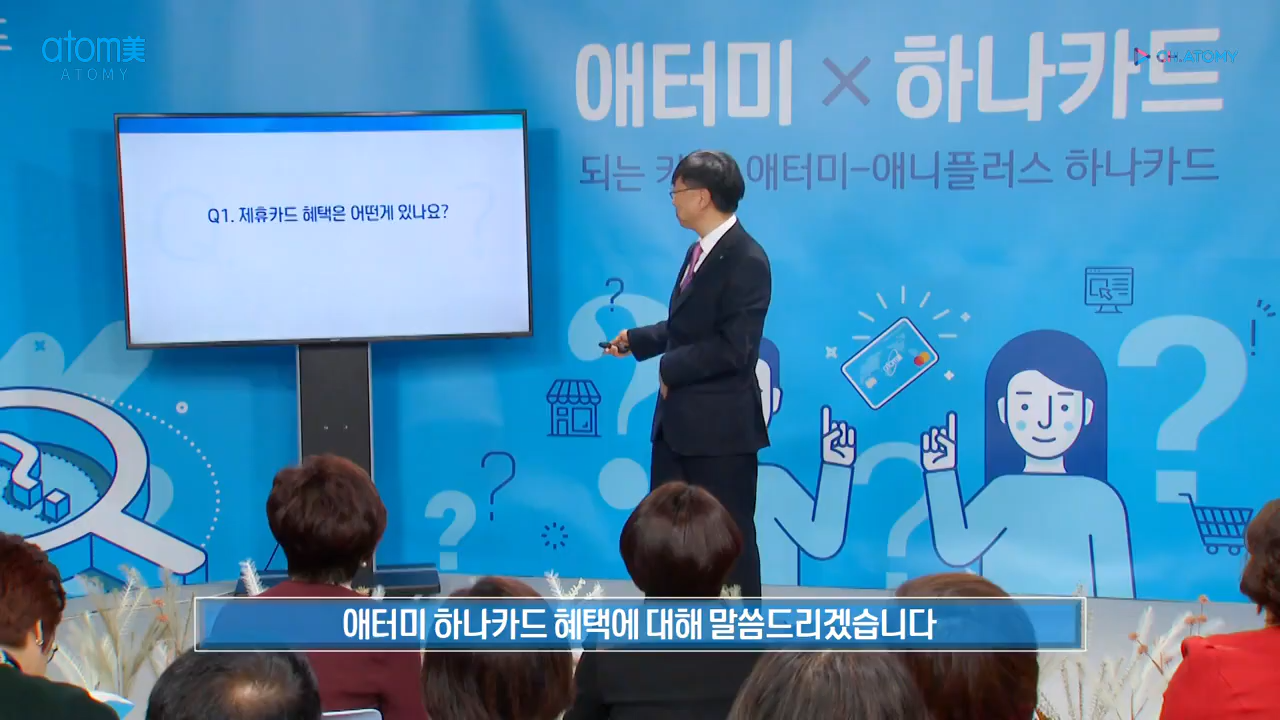 atom美
ATOMY
애터미 × 하나카드
CH.ATOMY
되는 애터미-애니플러스 하나카드
Q1. 제휴카드 혜택은 어떤게 있나요?
애터미 하나카드 혜택에 대해 말씀드리겠습니다